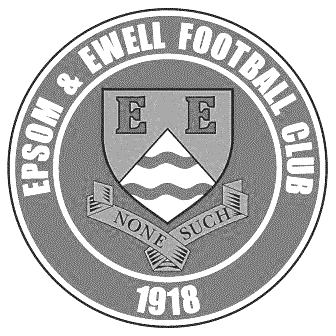 EPSOM & EWELL FOOTBALL CLUB
E E
NONE SUCH
1918